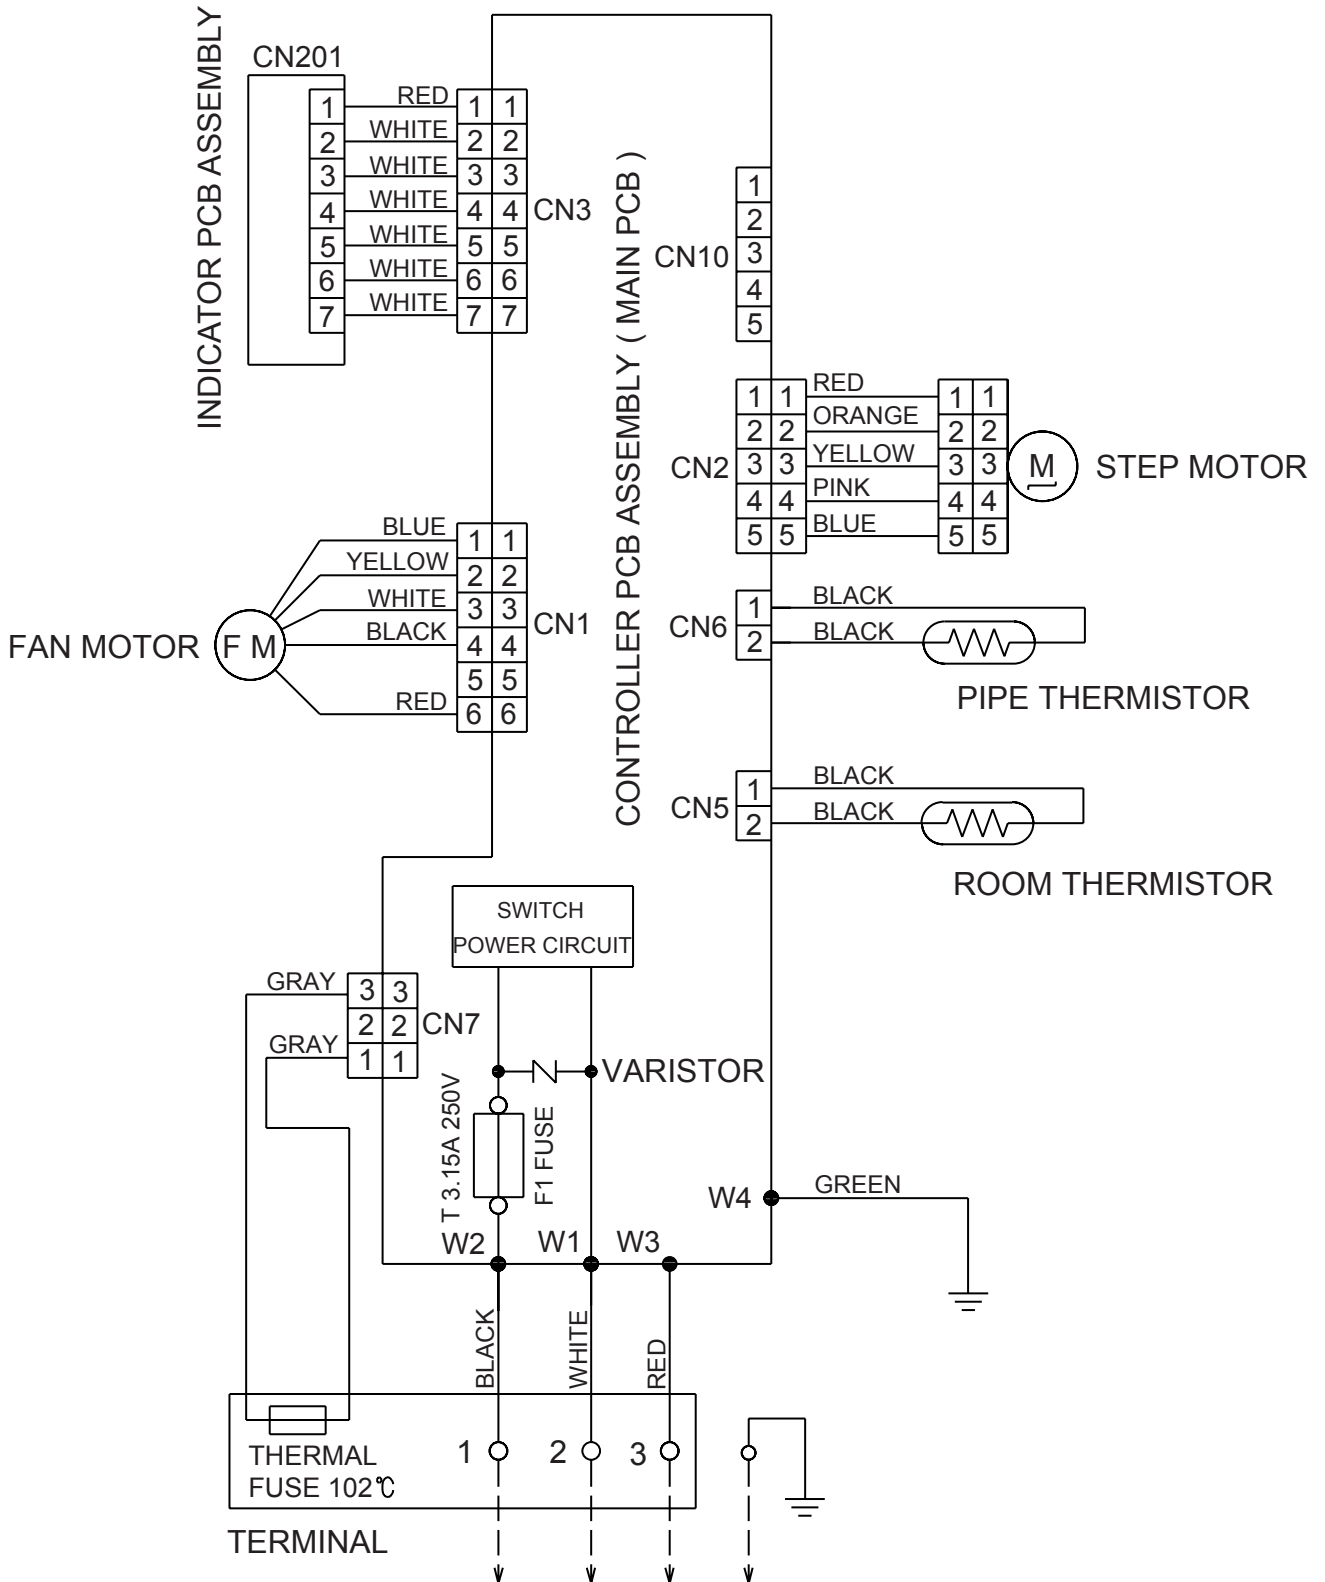 INDICATOR PCB ASSEMBLY
CN201
1
2
3
4
5
6
7
RED
WHITE
WHITE
WHITE
WHITE
WHITE
WHITE
1 1
2 2
3 3
4 4
5 5
6 6
7 7
CN3
CONTROLLER PCB ASSEMBLY ( MAIN PCB )
CN10
1
2
3
4
5
CN2
1 1
2 2
3 3
4 4
5 5
RED
ORANGE
YELLOW
PINK
BLUE
1 1
2 2
3 3
4 4
5 5
M
STEP MOTOR
FAN MOTOR
F M
BLUE
YELLOW
WHITE
BLACK
RED
1 1
2 2
3 3
4 4
5 5
6 6
CN1
CN6
1
2
BLACK
BLACK
PIPE THERMISTOR
CN5
1
2
BLACK
BLACK
ROOM THERMISTOR
SWITCH
POWER CIRCUIT
GRAY
GRAY
3 3
2 2
1 1
CN7
VARISTOR
T 3.15A 250V
F1 FUSE
W2
W1
W3
W4
GREEN
BLACK
WHITE
RED
THERMAL
FUSE 102℃
1
2
3
TERMINAL